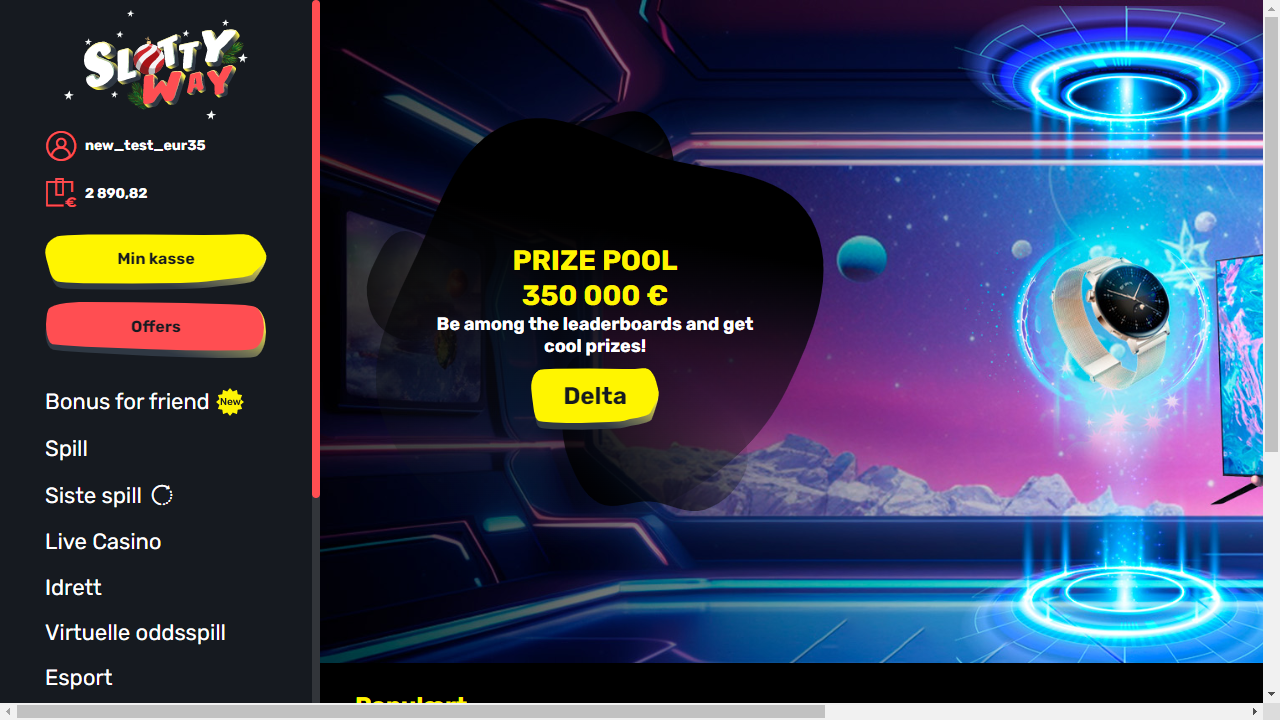 SLOTTY
WAY
new_test_eur35
€ 2 890,82
Min kasse
Offers
Bonus for friend New
Spill
Siste spill
Live Casino
Idrett
Virtuelle oddsspill
Esport
PRIZE POOL
350 000 €
Be among the leaderboards and get
cool prizes!
Delta